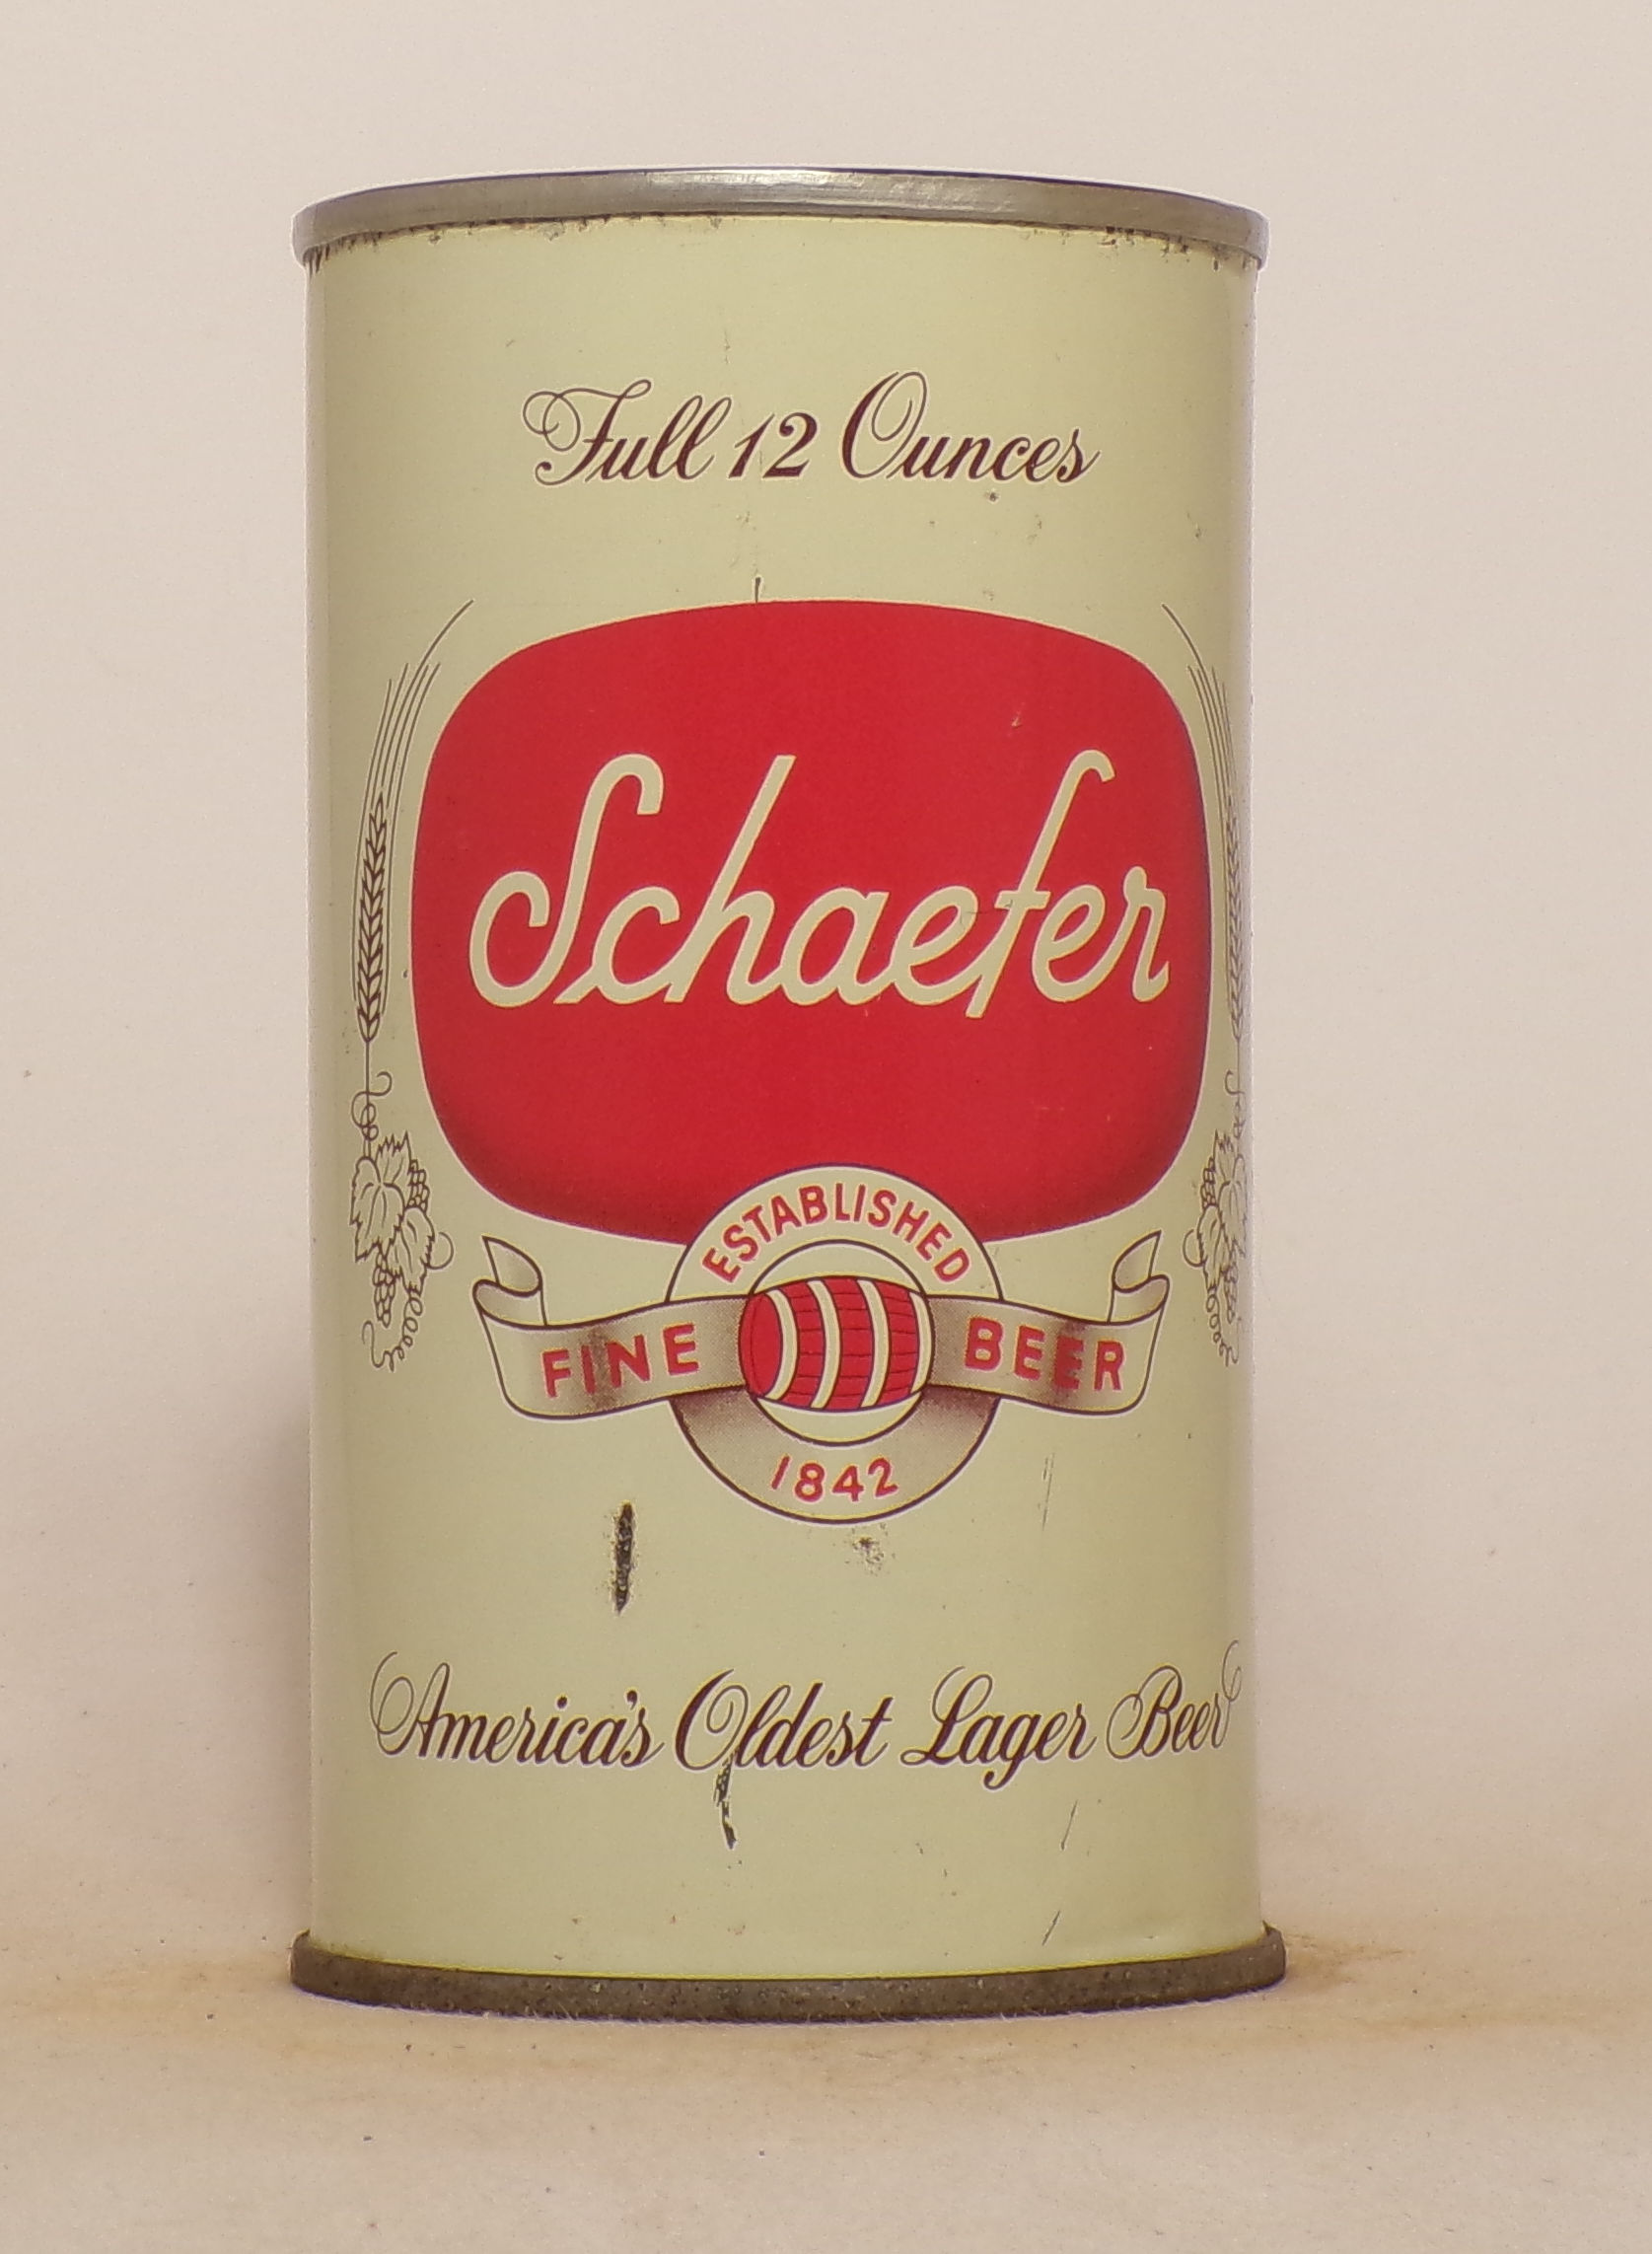 Full 12 Ounces
Schaefer
ESTABLISHED
FINE BEER
1842
America's Oldest Lager Beer